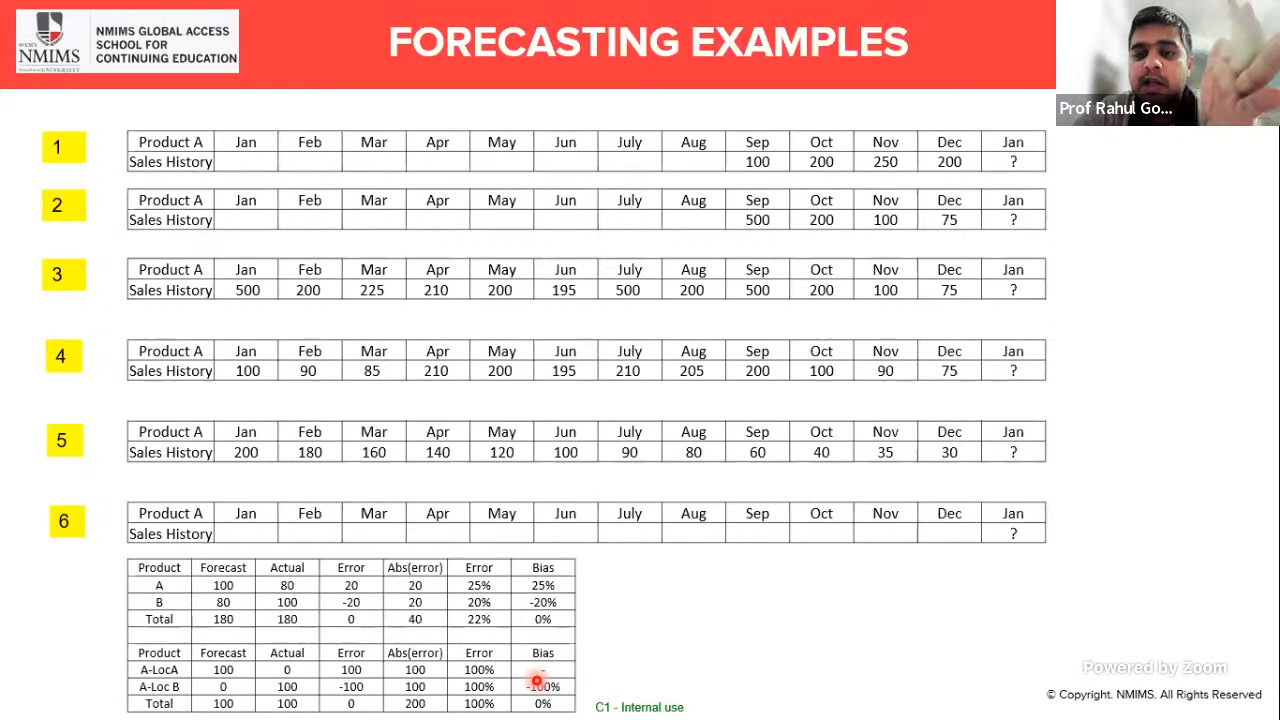 NMIMS GLOBAL ACCESS
SCHOOL FOR
CONTINUING EDUCATION
SVKM'S
NMIMS
FORECASTING EXAMPLES
Prof Rahul Go...
1
Product A Jan Feb Mar Apr May Jun July Aug Sep Oct Nov Dec Jan
Sales History 100 200 250 200 ?
2
Product A Jan Feb Mar Apr May Jun July Aug Sep Oct Nov Dec Jan
Sales History 500 200 100 75 ?
3
Product A Jan Feb Mar Apr May Jun July Aug Sep Oct Nov Dec Jan
Sales History 500 200 225 210 200 195 500 200 500 200 100 75 ?
4
Product A Jan Feb Mar Apr May Jun July Aug Sep Oct Nov Dec Jan
Sales History 100 90 85 210 200 195 210 205 200 100 90 75 ?
5
Product A Jan Feb Mar Apr May Jun July Aug Sep Oct Nov Dec Jan
Sales History 200 180 160 140 120 100 90 80 60 40 35 30 ?
6
Product A Jan Feb Mar Apr May Jun July Aug Sep Oct Nov Dec Jan
Sales History ?
Product Forecast Actual Error Abs(error) Error Bias
A 100 80 20 20 25% 25%
B 80 100 -20 20 20% -20%
Total 180 180 0 40 22% 0%
Product Forecast Actual Error Abs(error) Error Bias
A-LocA 100 0 100 100 100% -
A-Loc B 0 100 -100 100 100% -100%
Total 100 100 0 200 100% 0%
C1 - Internal use
Powered by Zoom
© Copyright. NMIMS. All Rights Reserved